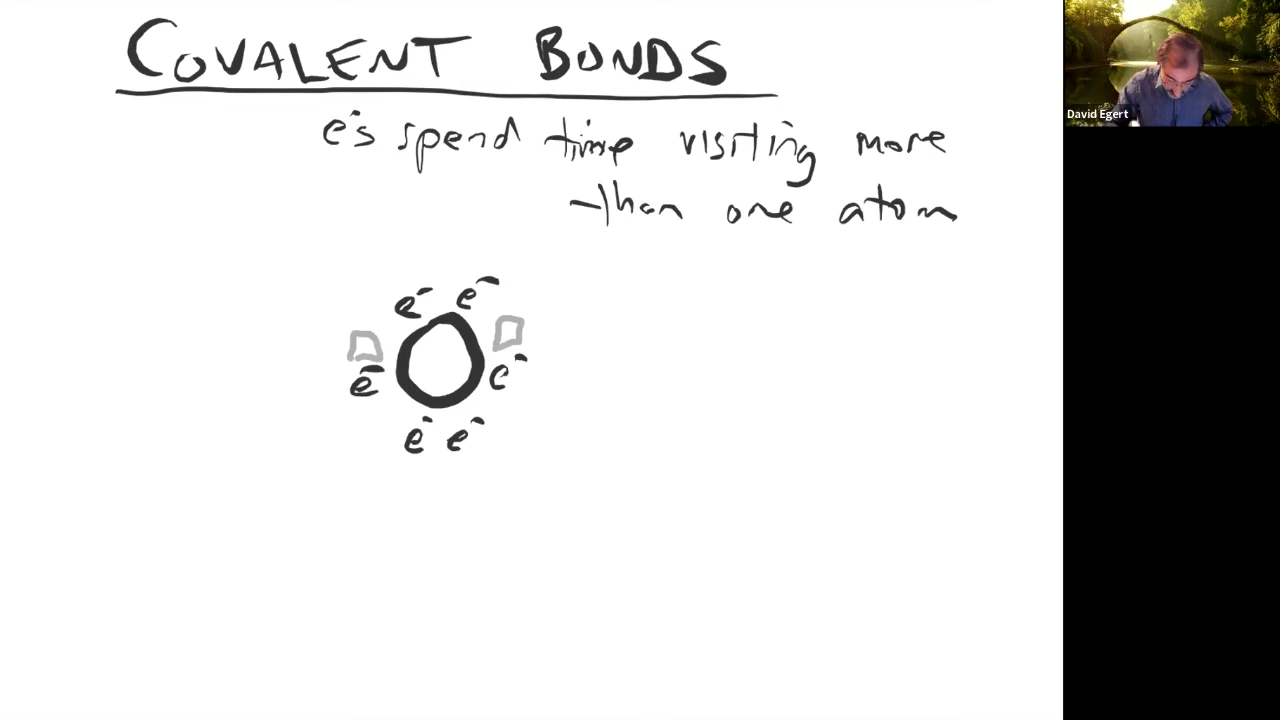 COVALENT BONDS
e⁻s spend time visiting more
than one atom
e⁻ e⁻
e⁻ e⁻
e⁻ e⁻
David Egert